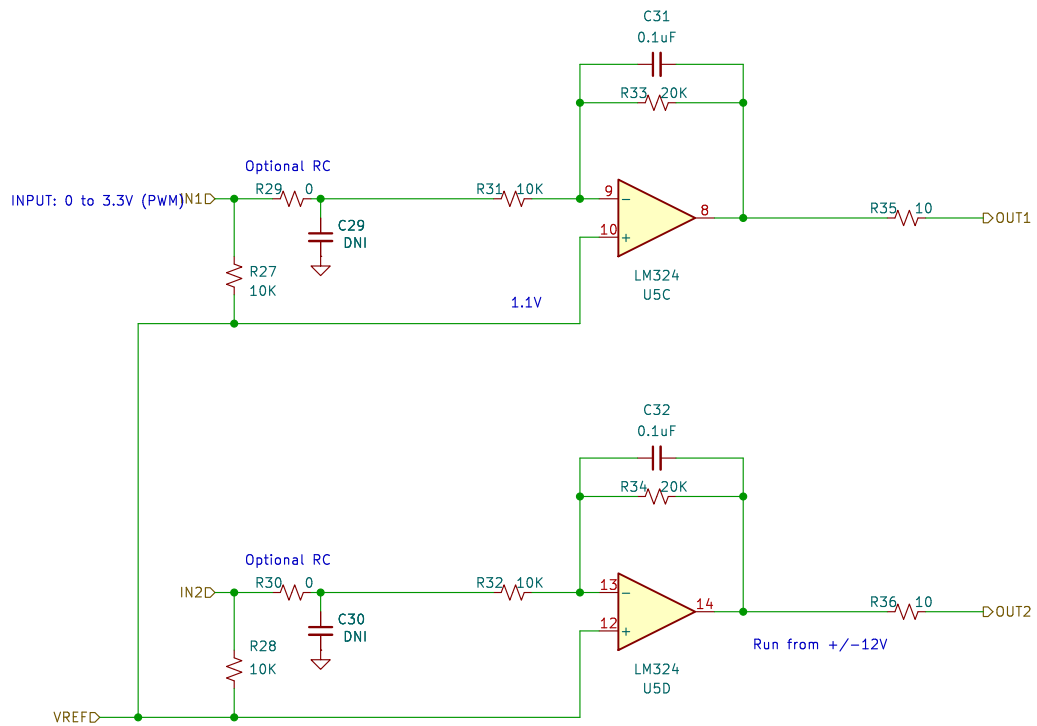 C31
0.1uF
R33 20K
Optional RC
INPUT: 0 to 3.3V (PWM) IN1
R29 0
R31 10K
9
8
10
C29
DNI
R35 10
OUT1
R27
10K
LM324
U5C
1.1V
C32
0.1uF
R34 20K
Optional RC
IN2
R30 0
R32 10K
13
14
12
C30
DNI
R36 10
OUT2
R28
10K
Run from +/-12V
LM324
U5D
VREF